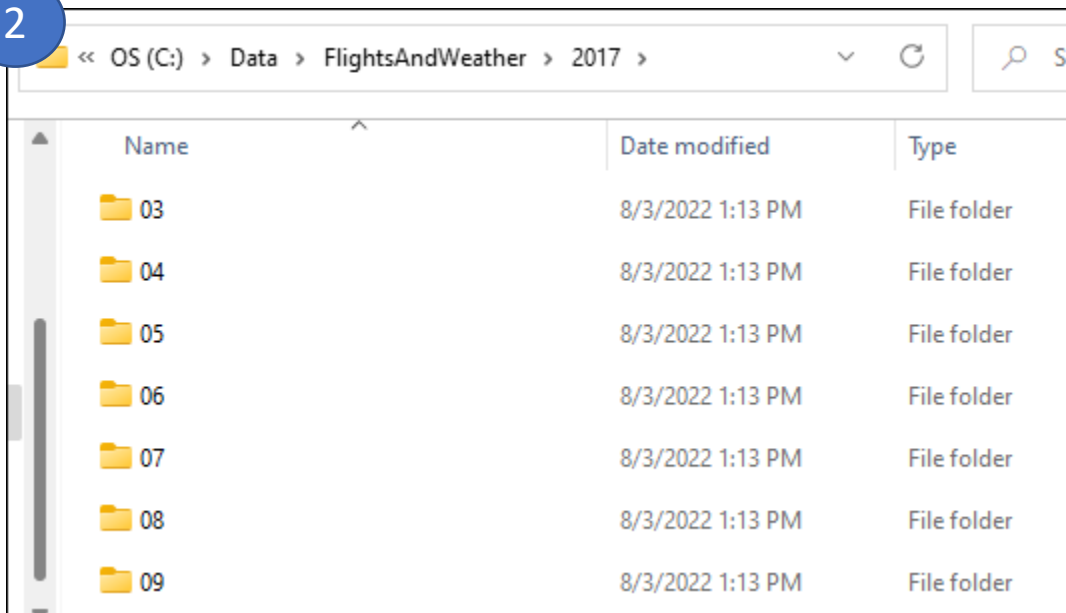 2
« OS (C:) > Data > FlightsAndWeather > 2017 >
S
Name Date modified Type
03 8/3/2022 1:13 PM File folder
04 8/3/2022 1:13 PM File folder
05 8/3/2022 1:13 PM File folder
06 8/3/2022 1:13 PM File folder
07 8/3/2022 1:13 PM File folder
08 8/3/2022 1:13 PM File folder
09 8/3/2022 1:13 PM File folder